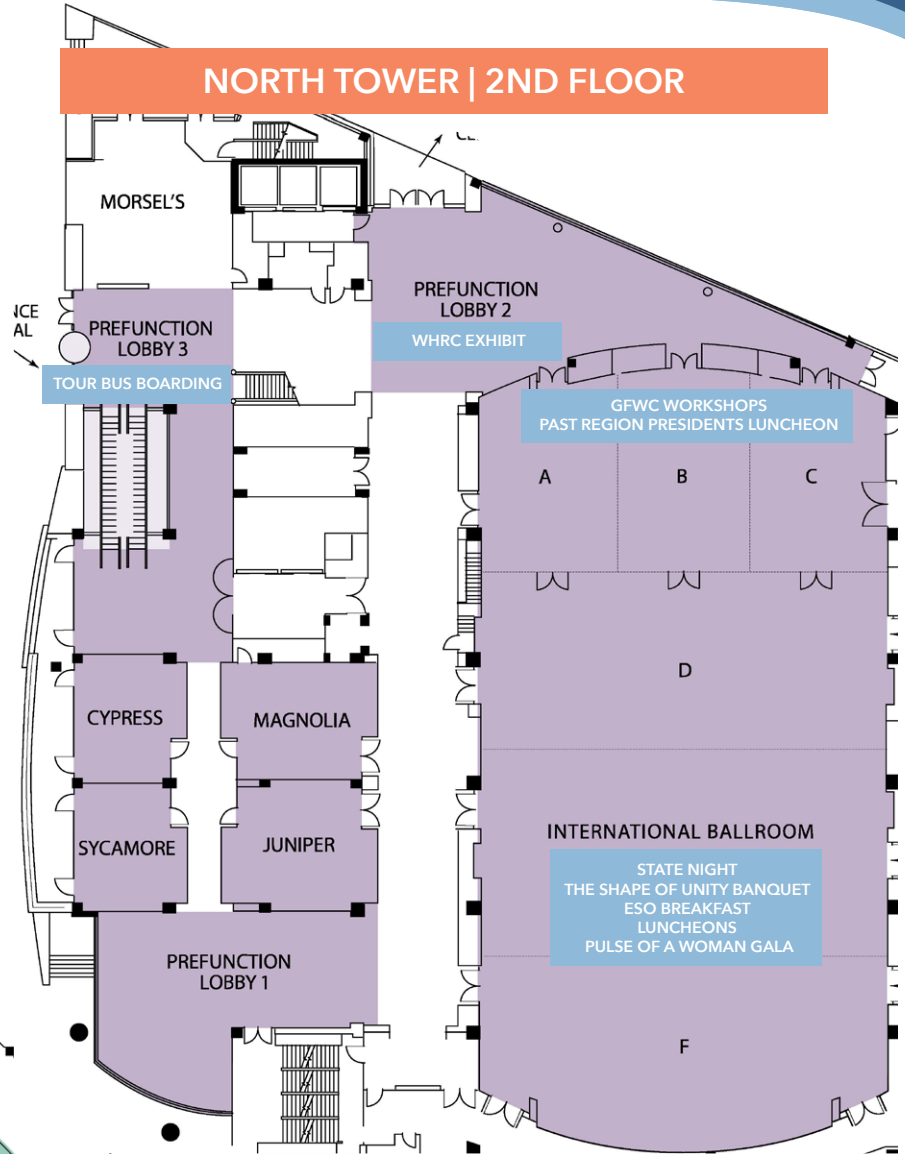 NORTH TOWER | 2ND FLOOR
MORSEL'S
PREFUNCTION
LOBBY 2
WHRC EXHIBIT
PREFUNCTION
LOBBY 3
TOUR BUS BOARDING
GFWC WORKSHOPS
PAST REGION PRESIDENTS LUNCHEON
A
B
C
D
CYPRESS
MAGNOLIA
SYCAMORE
JUNIPER
INTERNATIONAL BALLROOM
STATE NIGHT
THE SHAPE OF UNITY BANQUET
ESO BREAKFAST
LUNCHEONS
PULSE OF A WOMAN GALA
PREFUNCTION
LOBBY 1
F